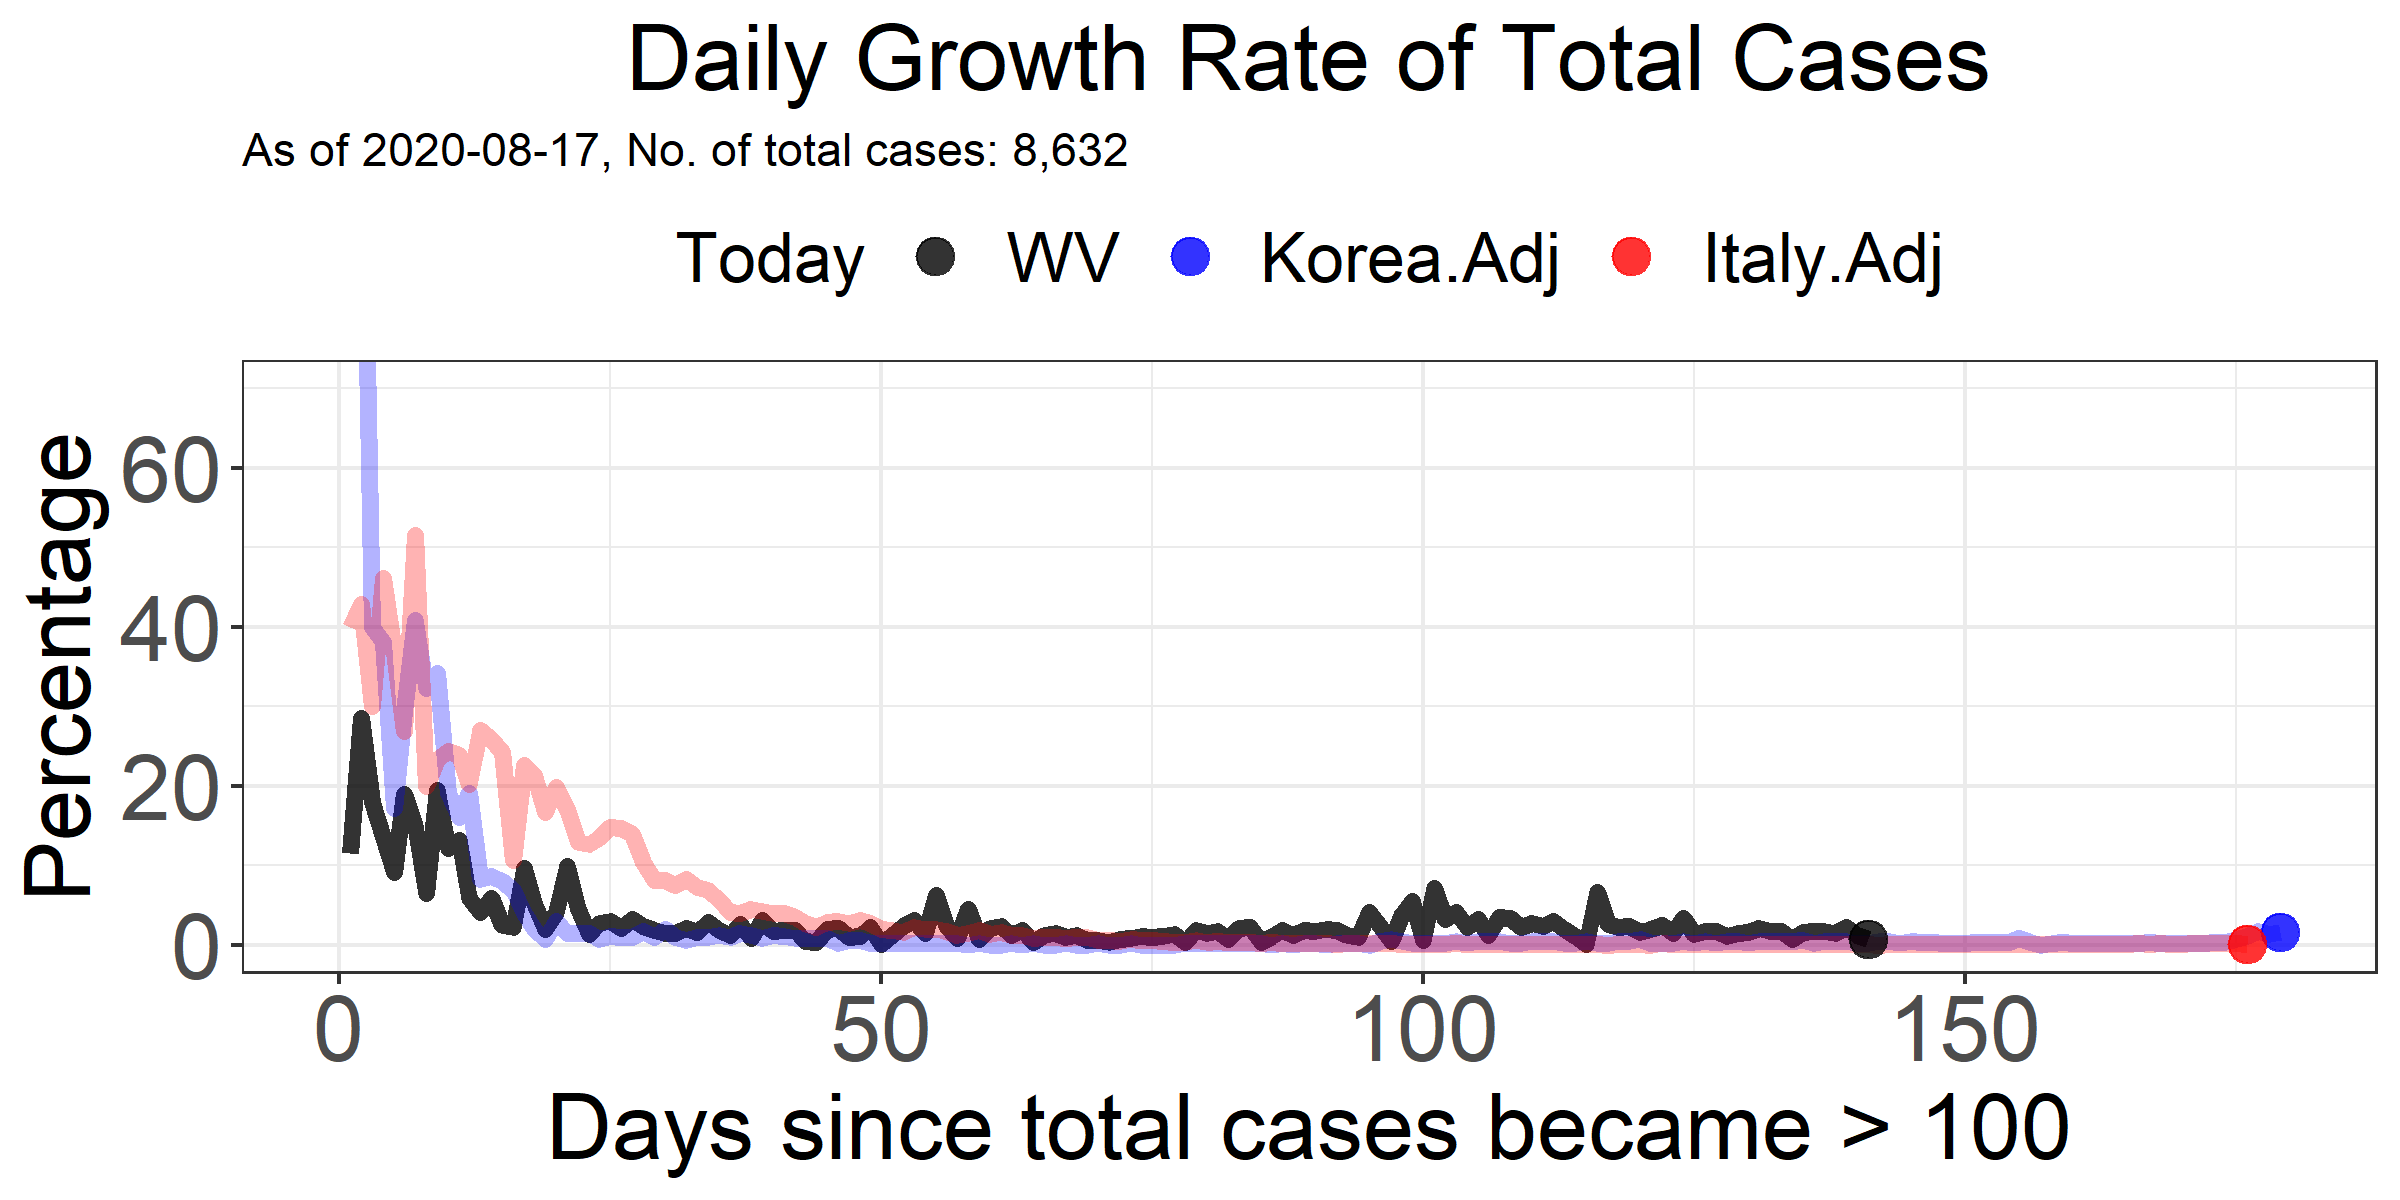 Daily Growth Rate of Total Cases
As of 2020-08-17, No. of total cases: 8,632
Today WV Korea.Adj Italy.Adj
Percentage
60
40
20
0
0 50 100 150
Days since total cases became > 100